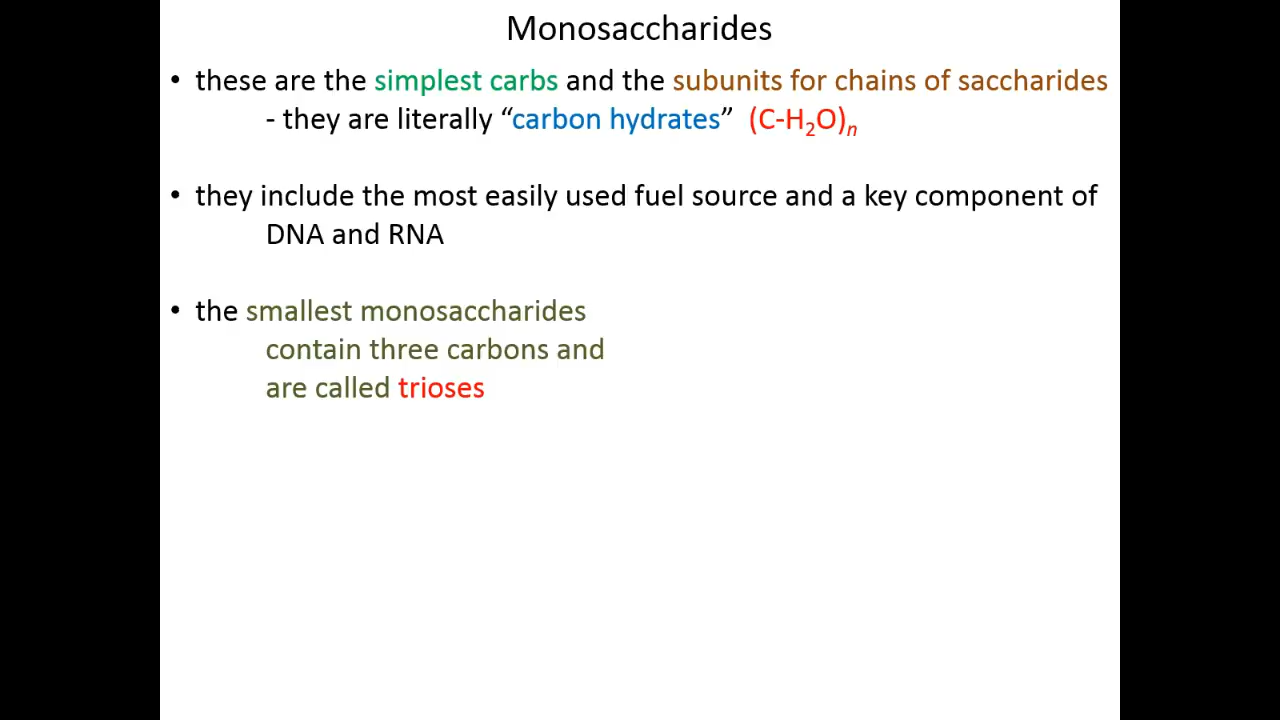 Monosaccharides
• these are the simplest carbs and the subunits for chains of saccharides
- they are literally “carbon hydrates” (C-H₂O)ₙ
• they include the most easily used fuel source and a key component of
DNA and RNA
• the smallest monosaccharides
contain three carbons and
are called trioses